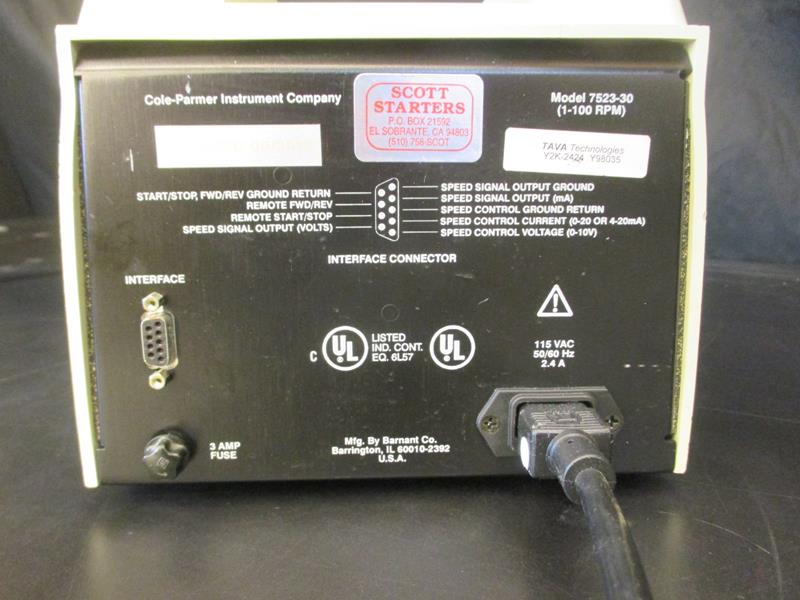 Cole-Parmer Instrument Company
SCOTT
STARTERS
P.O. BOX 21592
EL SOBRANTE, CA 94803
(510) 758-SCOT
Model 7523-30
(1-100 RPM)
TAVA Technologies
Y2K-2424 Y98035
START/STOP, FWD/REV GROUND RETURN
REMOTE FWD/REV
REMOTE START/STOP
SPEED SIGNAL OUTPUT (VOLTS)
SPEED SIGNAL OUTPUT GROUND
SPEED SIGNAL OUTPUT (mA)
SPEED CONTROL GROUND RETURN
SPEED CONTROL CURRENT (0-20 OR 4-20mA)
SPEED CONTROL VOLTAGE (0-10V)
INTERFACE CONNECTOR
INTERFACE
C UL LISTED
IND. CONT.
EQ. 6L57
UL
115 VAC
50/60 Hz
2.4 A
3 AMP
FUSE
Mfg. By Barnant Co.
Barrington, IL 60010-2392
U.S.A.